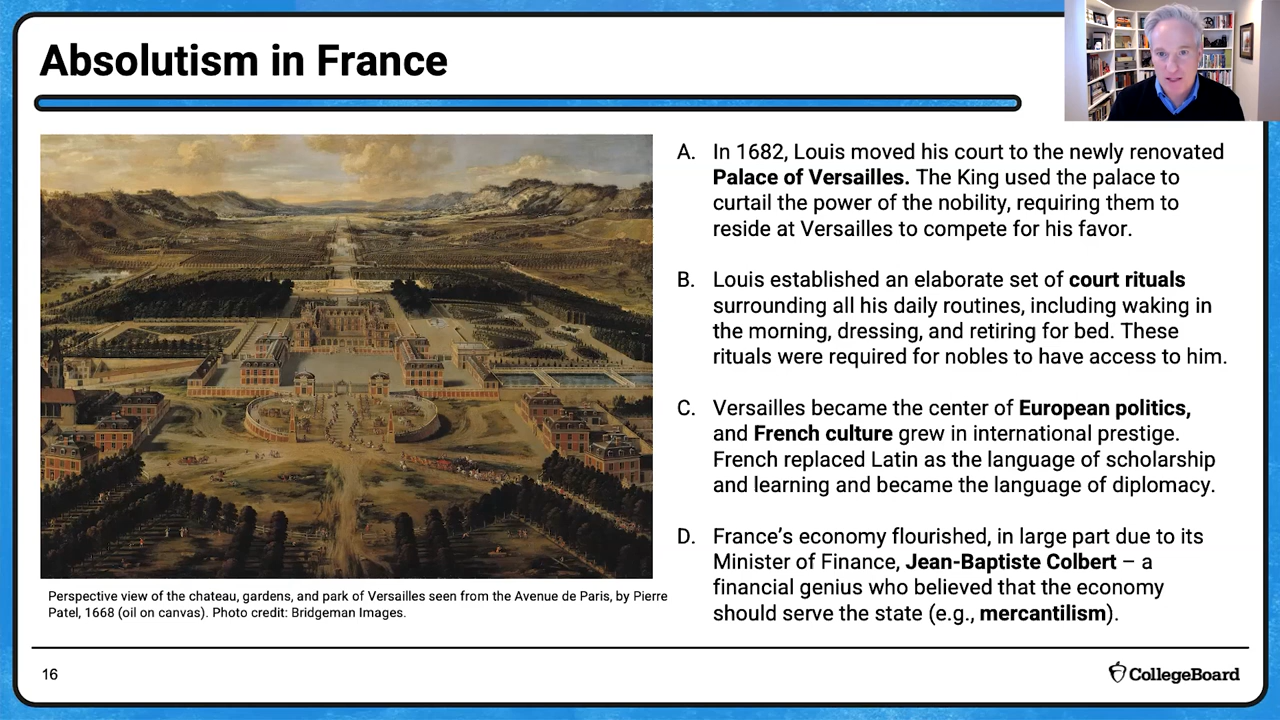 Absolutism in France
A. In 1682, Louis moved his court to the newly renovated
Palace of Versailles. The King used the palace to
curtail the power of the nobility, requiring them to
reside at Versailles to compete for his favor.
B. Louis established an elaborate set of court rituals
surrounding all his daily routines, including waking in
the morning, dressing, and retiring for bed. These
rituals were required for nobles to have access to him.
C. Versailles became the center of European politics,
and French culture grew in international prestige.
French replaced Latin as the language of scholarship
and learning and became the language of diplomacy.
D. France’s economy flourished, in large part due to its
Minister of Finance, Jean-Baptiste Colbert – a
financial genius who believed that the economy
should serve the state (e.g., mercantilism).
Perspective view of the chateau, gardens, and park of Versailles seen from the Avenue de Paris, by Pierre
Patel, 1668 (oil on canvas). Photo credit: Bridgeman Images.
16
CollegeBoard